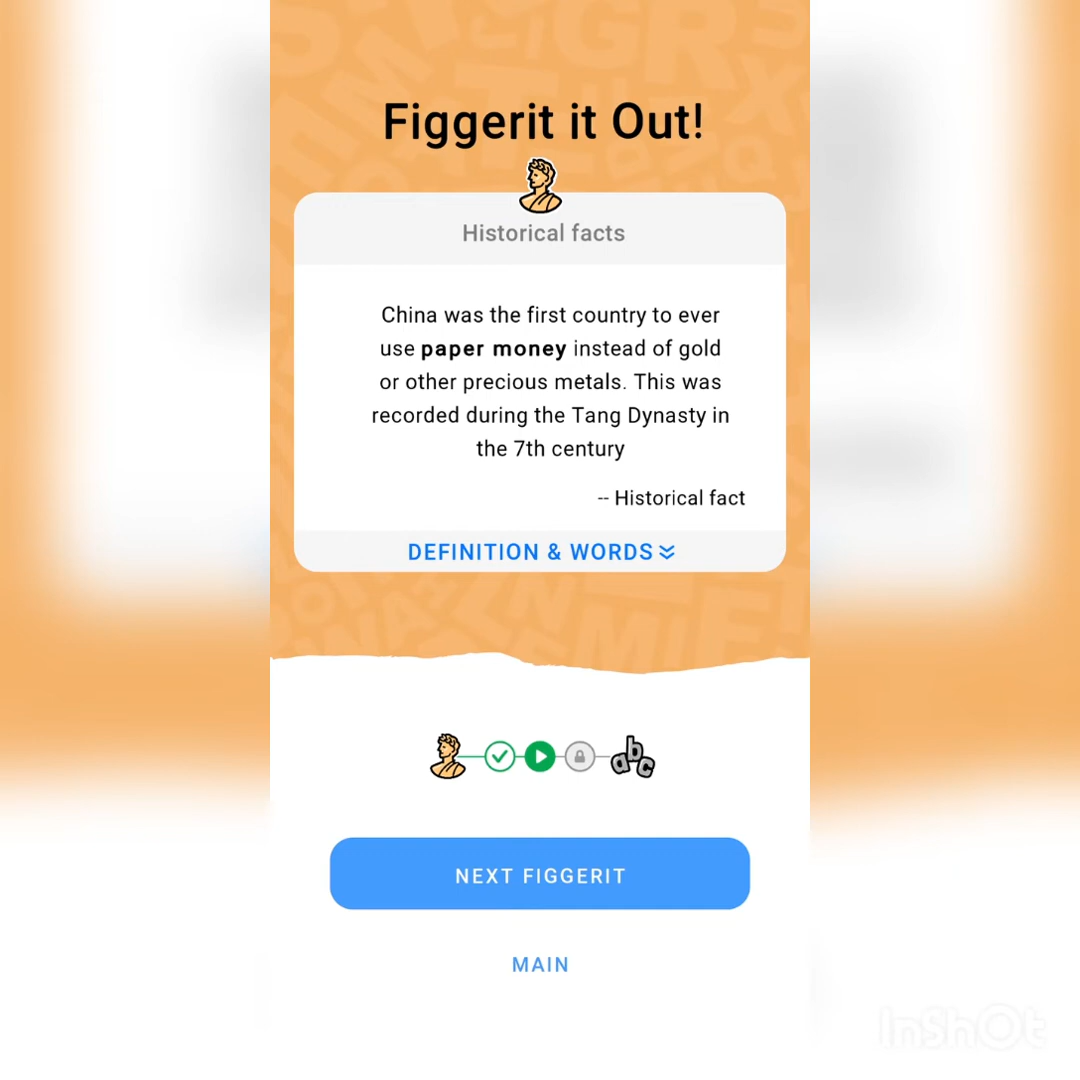 Figgerit it Out!
Historical facts
China was the first country to ever
use paper money instead of gold
or other precious metals. This was
recorded during the Tang Dynasty in
the 7th century
-- Historical fact
DEFINITION & WORDS
abc
NEXT FIGGERIT
MAIN
InShOt